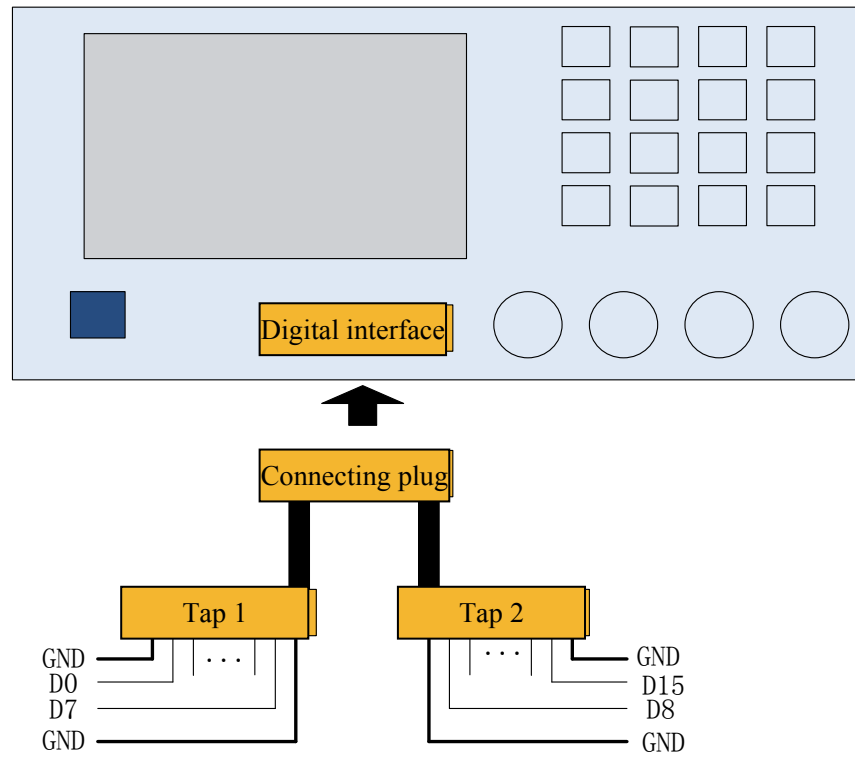 Digital interface
Connecting plug
Tap 1
Tap 2
GND
D0
D7
GND
...
...
GND
D15
D8
GND